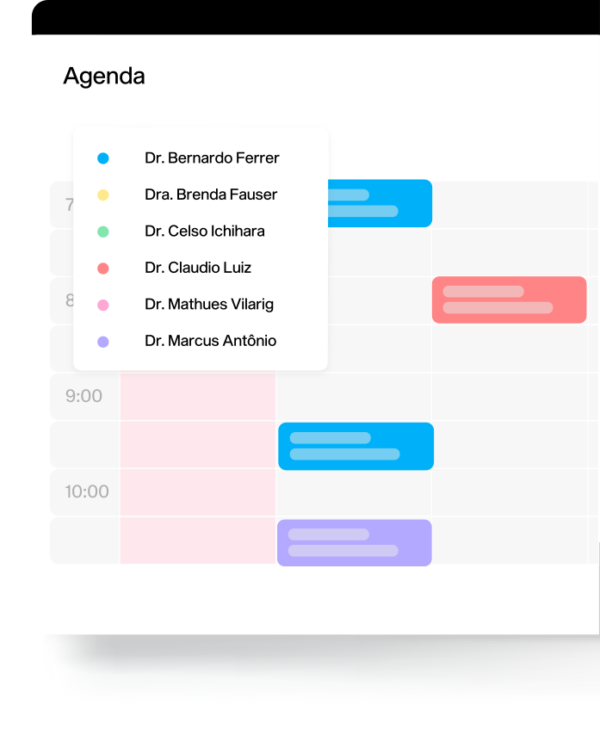 Agenda
Dr. Bernardo Ferrer
Dra. Brenda Fauser
Dr. Celso Ichihara
Dr. Claudio Luiz
Dr. Mathues Vilarig
Dr. Marcus Antônio
7
8
9:00
10:00